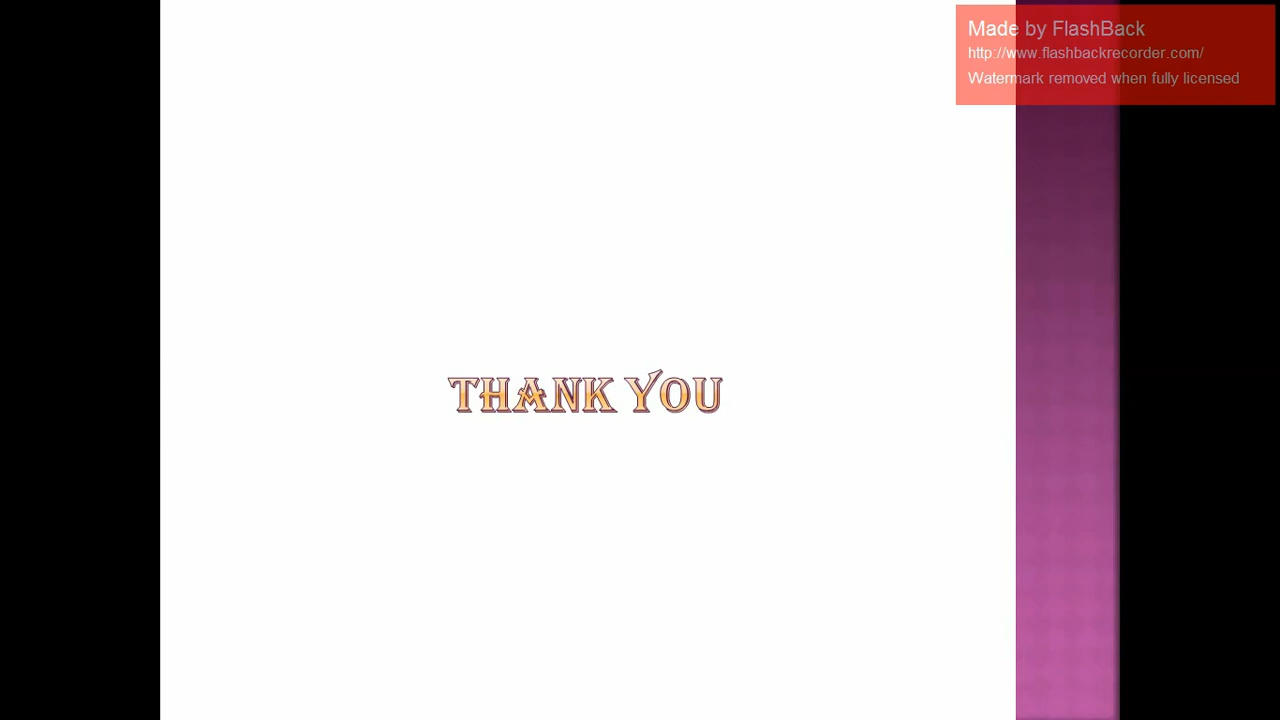 Made by FlashBack
http://www.flashbackrecorder.com/
Watermark removed when fully licensed
THANK YOU